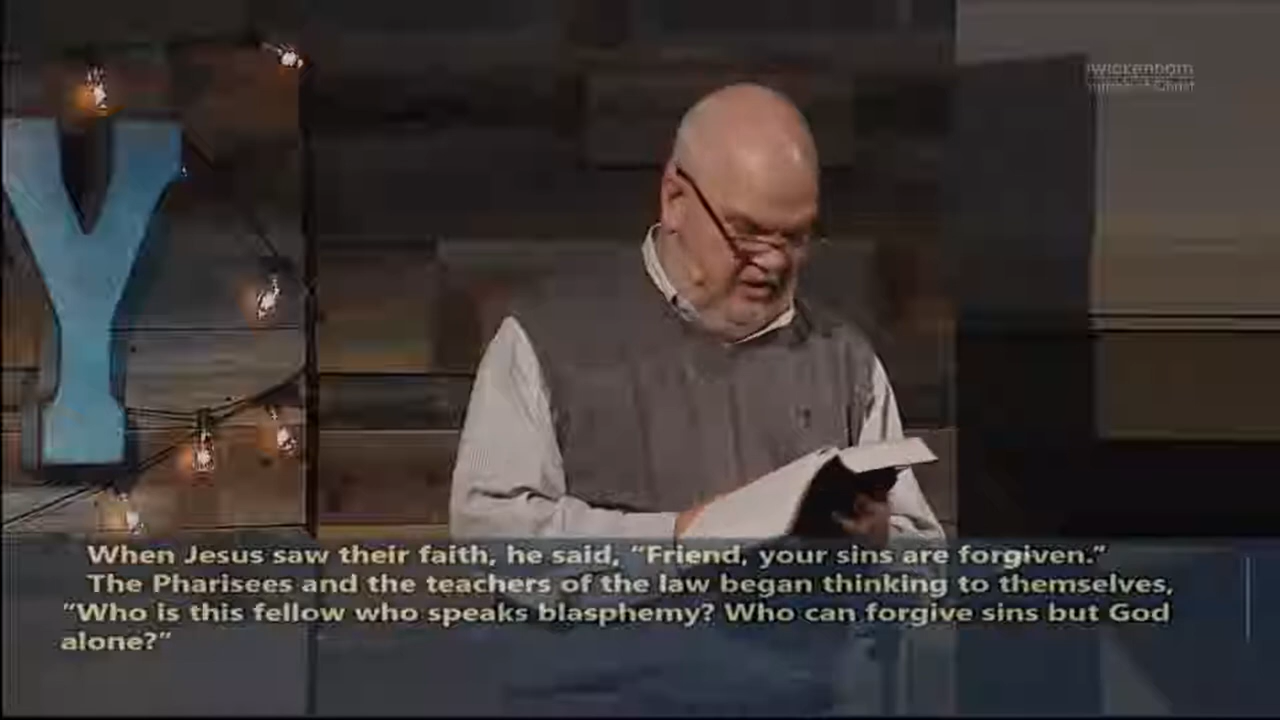 Y
Christ
When Jesus saw their faith, he said, “Friend, your sins are forgiven.”
The Pharisees and the teachers of the law began thinking to themselves,
“Who is this fellow who speaks blasphemy? Who can forgive sins but God
alone?”